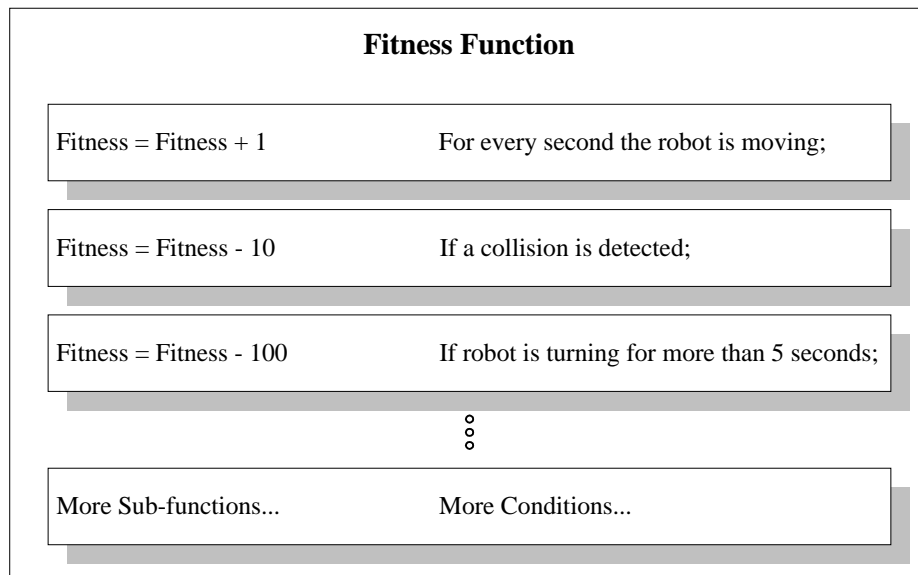 Fitness Function
Fitness = Fitness + 1 For every second the robot is moving;
Fitness = Fitness - 10 If a collision is detected;
Fitness = Fitness - 100 If robot is turning for more than 5 seconds;
More Sub-functions... More Conditions...